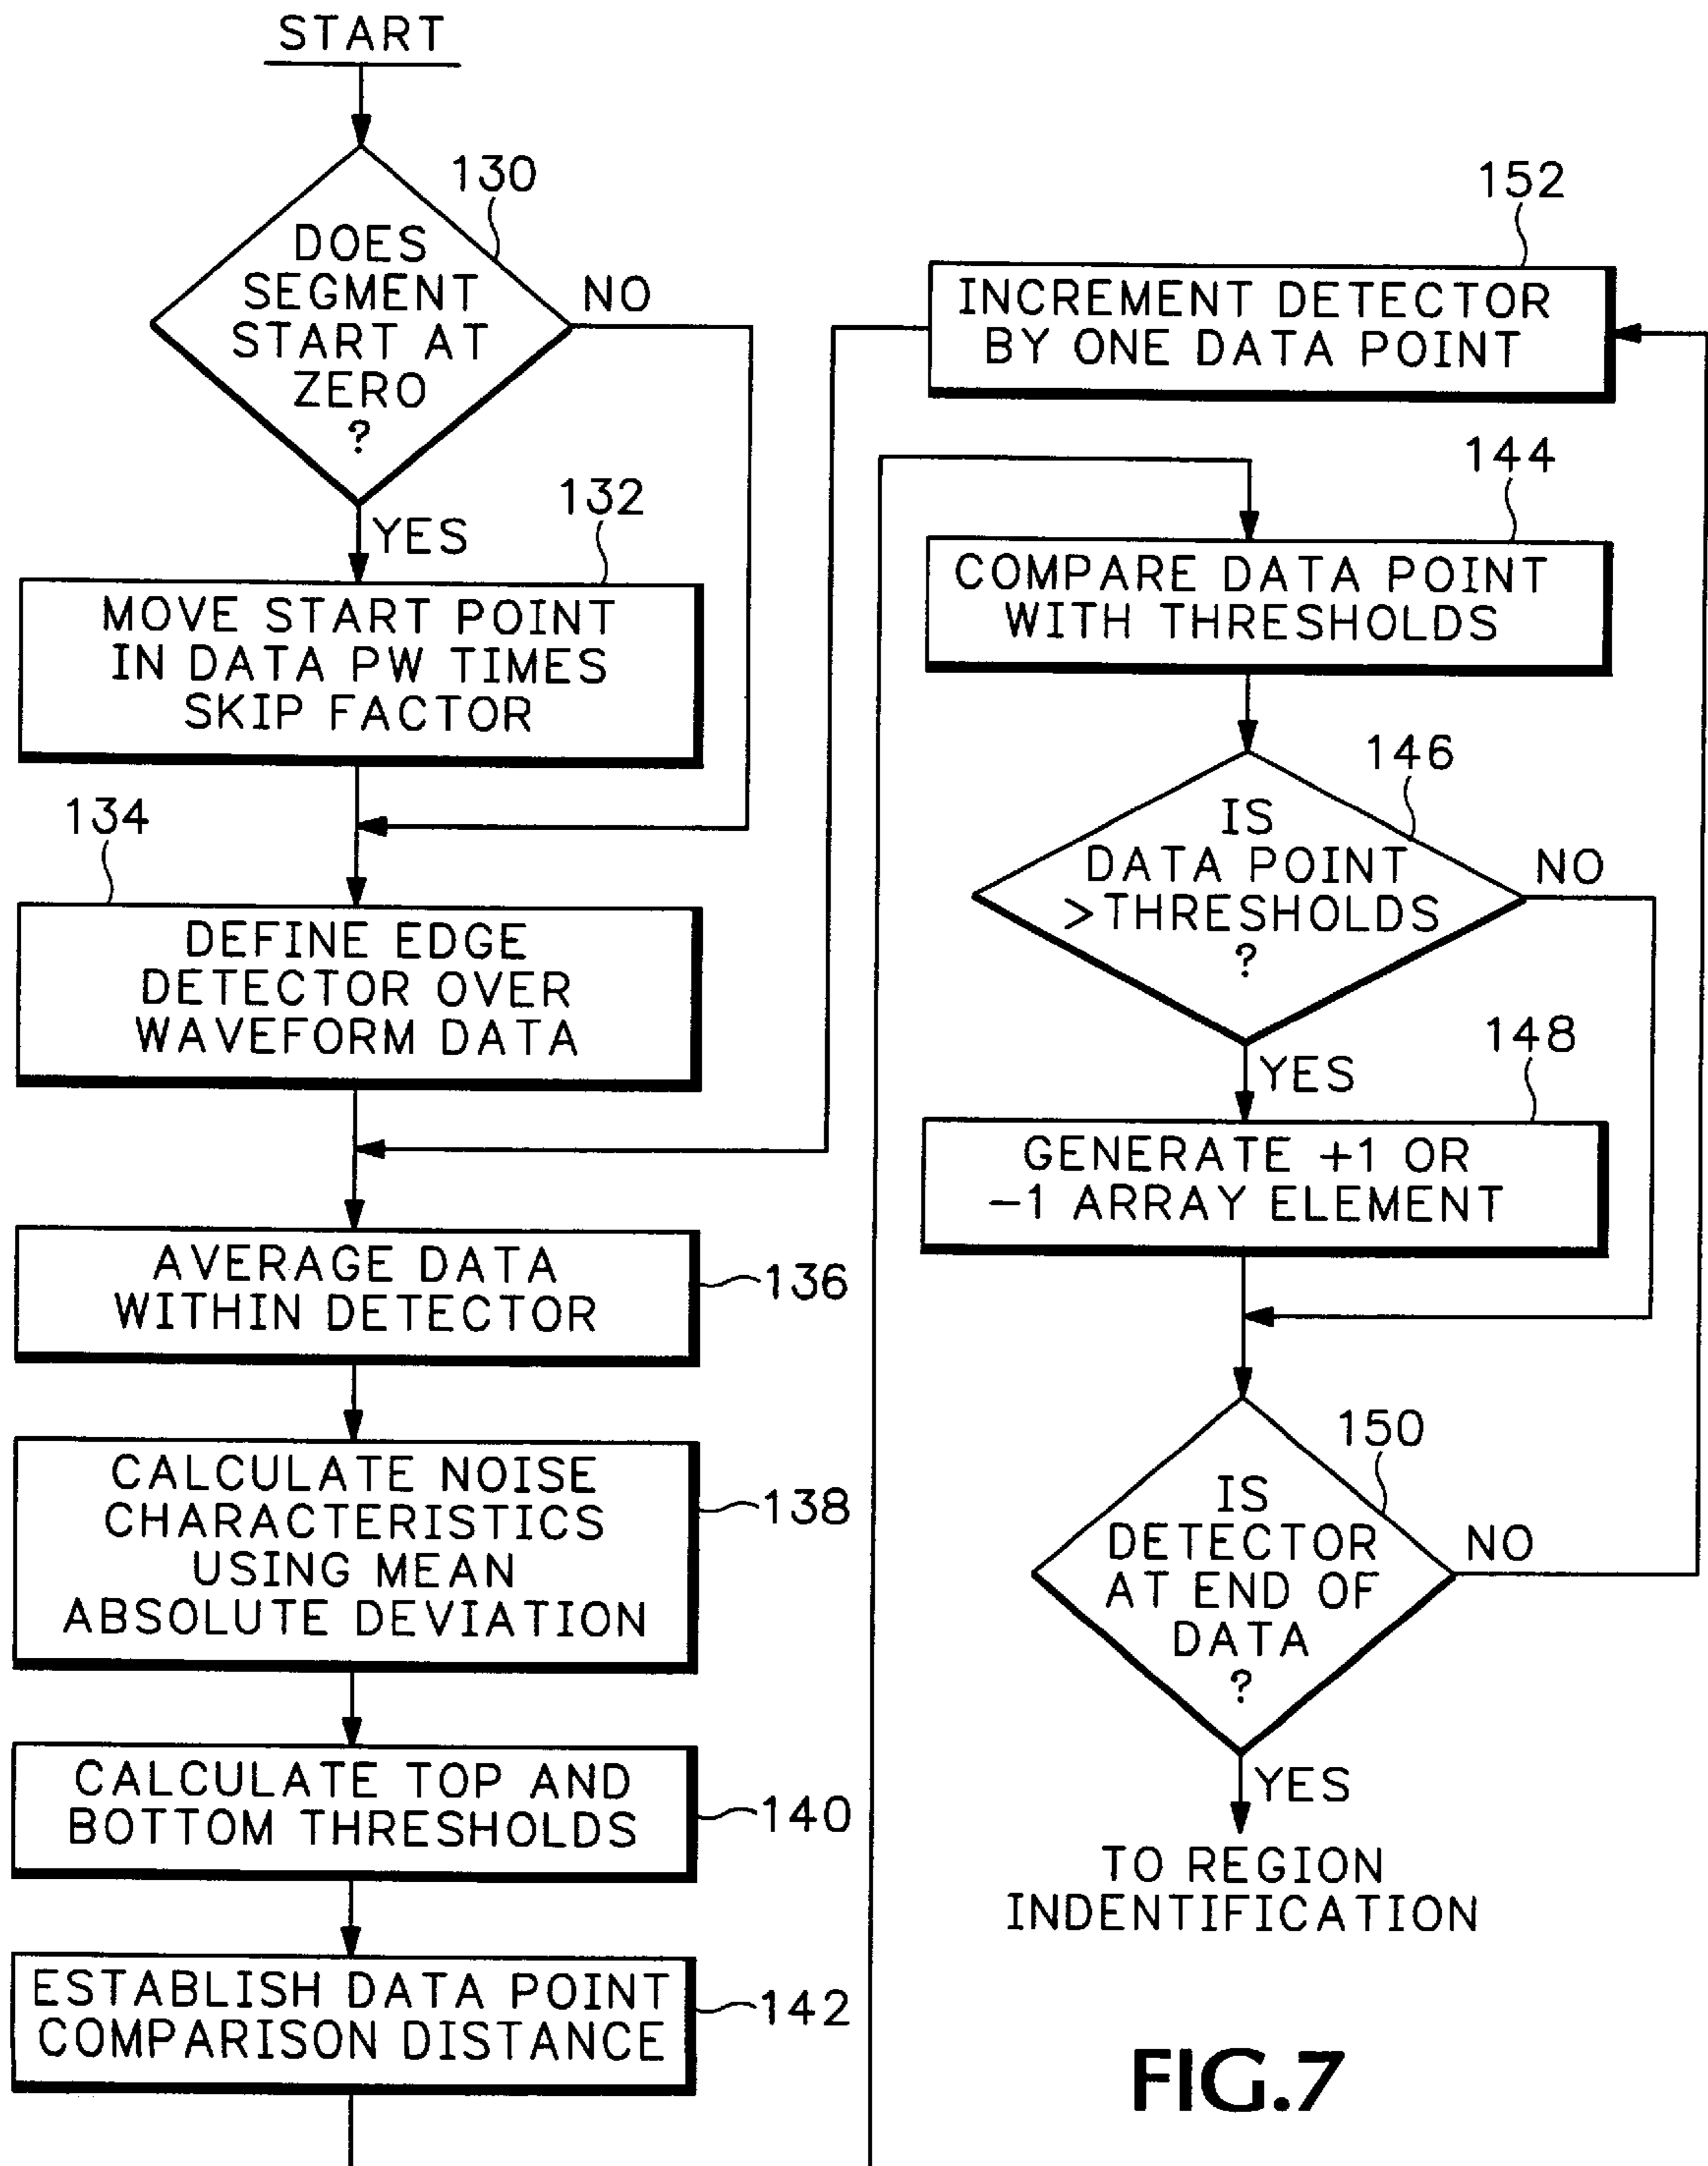 START
130
DOES
SEGMENT
START AT
ZERO
?
NO
YES
132
MOVE START POINT
IN DATA PW TIMES
SKIP FACTOR
134
DEFINE EDGE
DETECTOR OVER
WAVEFORM DATA
AVERAGE DATA
WITHIN DETECTOR
136
CALCULATE NOISE
CHARACTERISTICS
USING MEAN
ABSOLUTE DEVIATION
138
CALCULATE TOP AND
BOTTOM THRESHOLDS
140
ESTABLISH DATA POINT
COMPARISON DISTANCE
142
152
INCREMENT DETECTOR
BY ONE DATA POINT
144
COMPARE DATA POINT
WITH THRESHOLDS
146
IS
DATA POINT
>THRESHOLDS
?
NO
YES
148
GENERATE +1 OR
-1 ARRAY ELEMENT
150
IS
DETECTOR
AT END OF
DATA
?
NO
YES
TO REGION
INDENTIFICATION
FIG.7